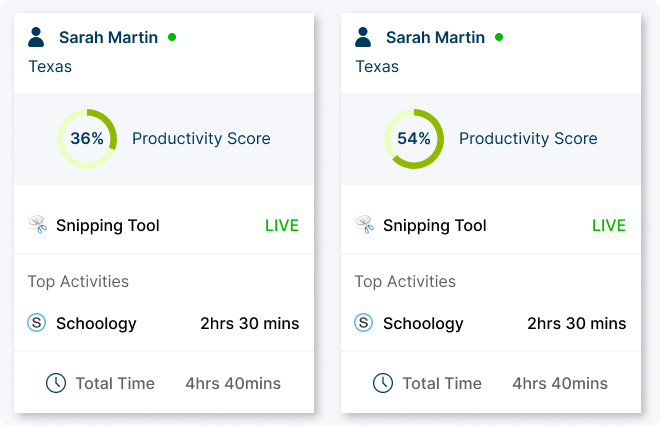 Sarah Martin
Texas
36% Productivity Score
Snipping Tool LIVE
Top Activities
S Schoology 2hrs 30 mins
Total Time 4hrs 40mins
Sarah Martin
Texas
54% Productivity Score
Snipping Tool LIVE
Top Activities
S Schoology 2hrs 30 mins
Total Time 4hrs 40mins